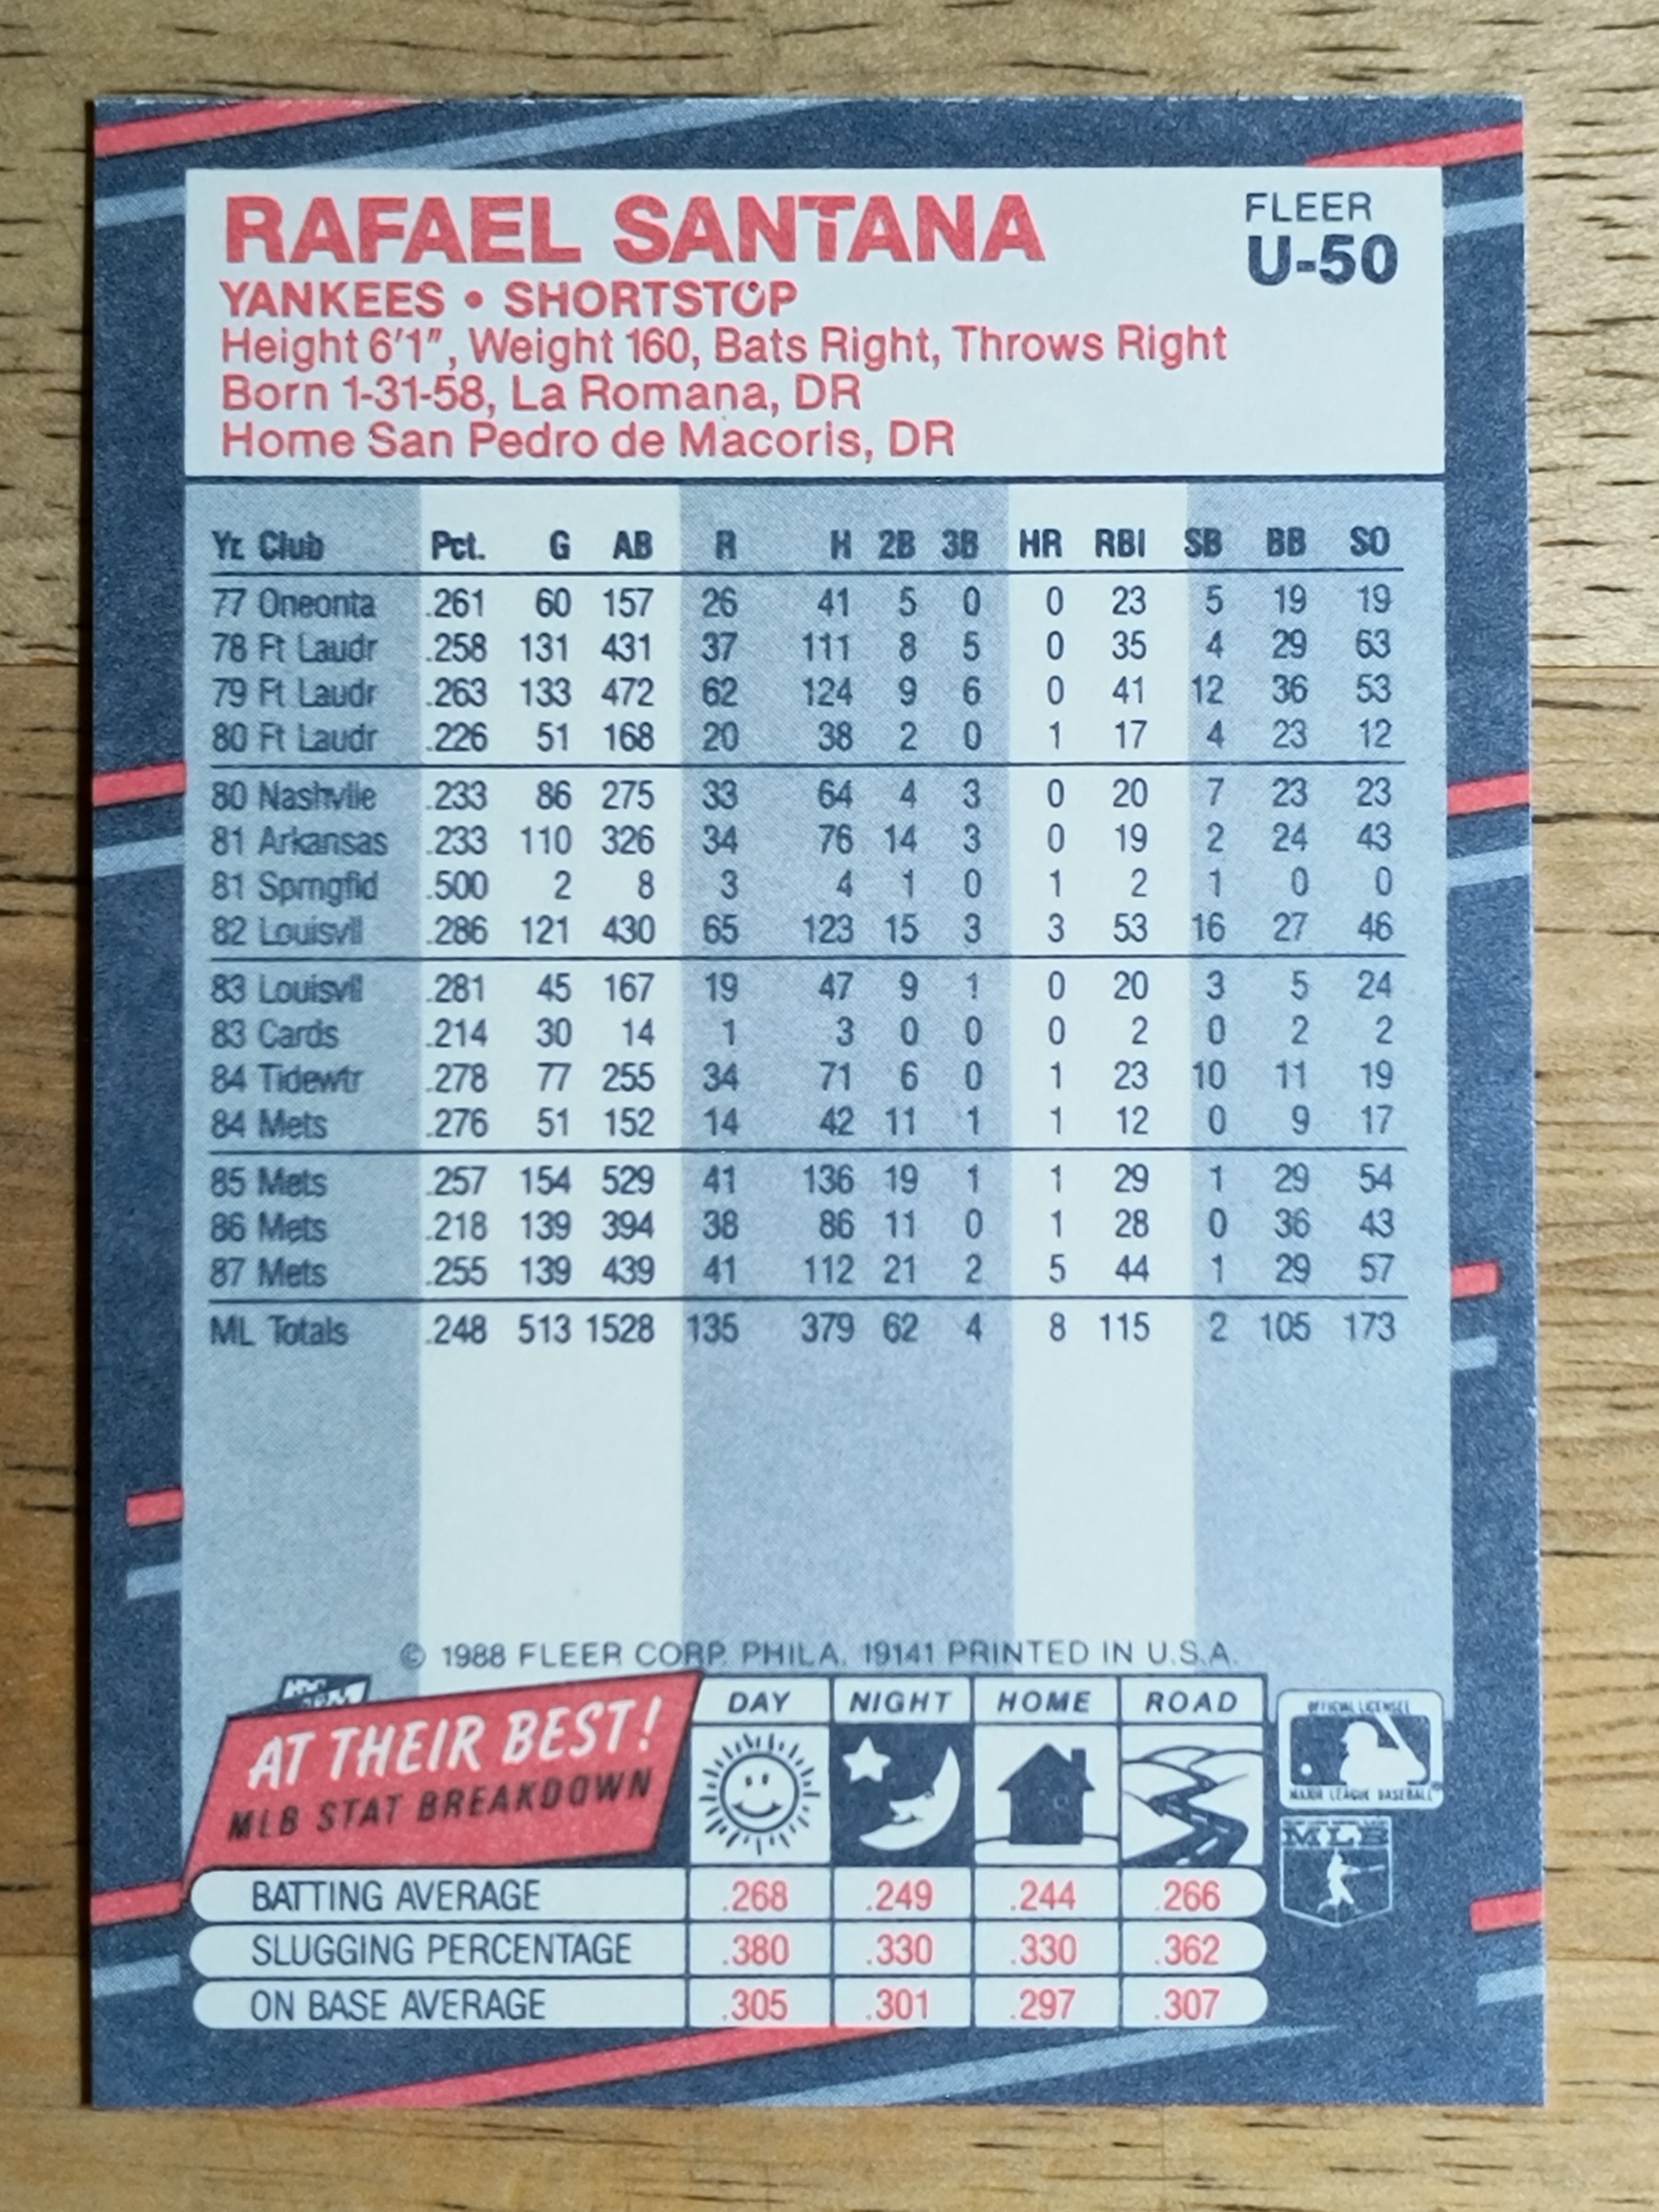 RAFAEL SANTANA
FLEER
U-50
YANKEES • SHORTSTOP
Height 6'1", Weight 160, Bats Right, Throws Right
Born 1-31-58, La Romana, DR
Home San Pedro de Macoris, DR
Yr. Club Pct. G AB R H 2B 3B HR RBI SB BB SO
77 Oneonta .261 60 157 26 41 5 0 0 23 5 19 19
78 Ft Laudr .258 131 431 37 111 8 5 0 35 4 29 63
79 Ft Laudr .263 133 472 62 124 9 6 0 41 12 36 53
80 Ft Laudr .226 51 168 20 38 2 0 1 17 4 23 12
80 Nashvlle .233 86 275 33 64 4 3 0 20 7 23 23
81 Arkansas .233 110 326 34 76 14 3 0 19 2 24 43
81 Sprngfld .500 2 8 3 4 1 0 1 2 1 0 0
82 Louisvll .286 121 430 65 123 15 3 3 53 16 27 46
83 Louisvll .281 45 167 19 47 9 1 0 20 3 5 24
83 Cards .214 30 14 1 3 0 0 0 2 0 2 2
84 Tidewtr .278 77 255 34 71 6 0 1 23 10 11 19
84 Mets .276 51 152 14 42 11 1 1 12 0 9 17
85 Mets .257 154 529 41 136 19 1 1 29 1 29 54
86 Mets .218 139 394 38 86 11 0 1 28 0 36 43
87 Mets .255 139 439 41 112 21 2 5 44 1 29 57
ML Totals .248 513 1528 135 379 62 4 8 115 2 105 173
© 1988 FLEER CORP. PHILA. 19141 PRINTED IN U.S.A.
AT THEIR BEST!
MLB STAT BREAKDOWN
DAY NIGHT HOME ROAD
OFFICIAL LICENSEE
MAJOR LEAGUE BASEBALL®
MLB
BATTING AVERAGE .268 .249 .244 .266
SLUGGING PERCENTAGE .380 .330 .330 .362
ON BASE AVERAGE .305 .301 .297 .307